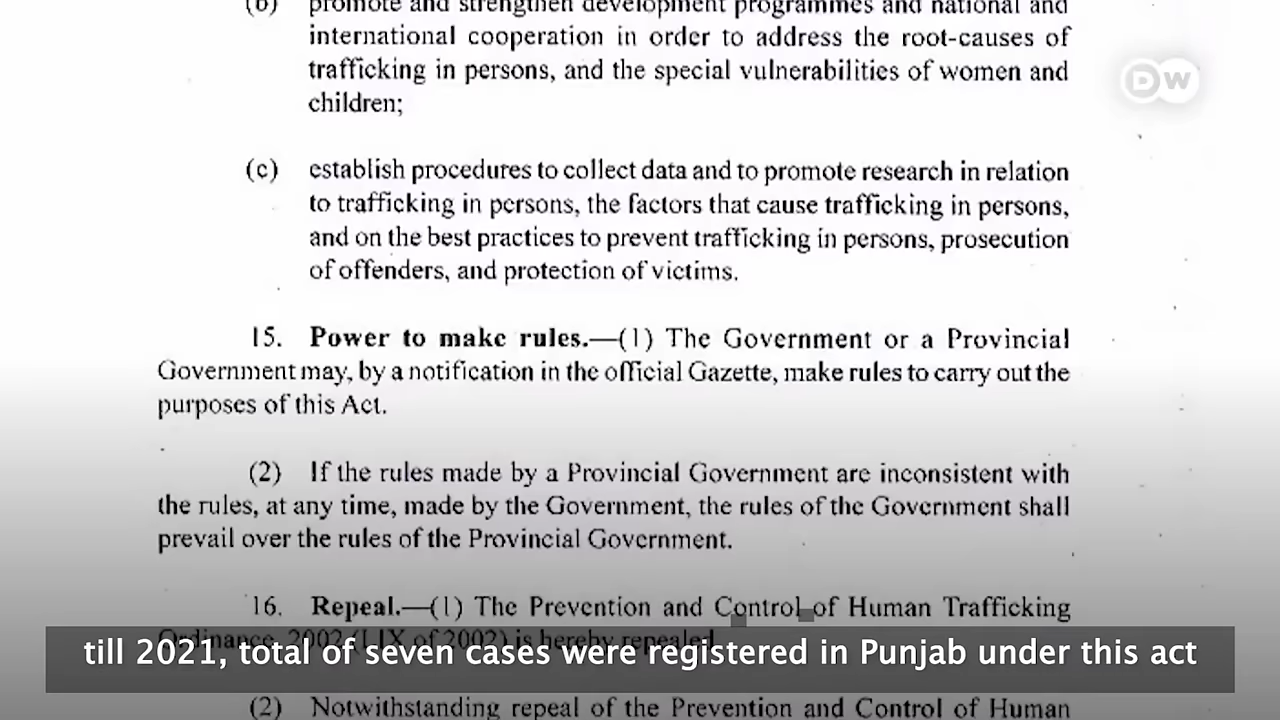 (b) promote and strengthen development programmes and national and
international cooperation in order to address the root-causes of
trafficking in persons, and the special vulnerabilities of women and
children;
DW
(c) establish procedures to collect data and to promote research in relation
to trafficking in persons, the factors that cause trafficking in persons,
and on the best practices to prevent trafficking in persons, prosecution
of offenders, and protection of victims.
15. Power to make rules.—(1) The Government or a Provincial
Government may, by a notification in the official Gazette, make rules to carry out the
purposes of this Act.
(2) If the rules made by a Provincial Government are inconsistent with
the rules, at any time, made by the Government, the rules of the Government shall
prevail over the rules of the Provincial Government.
16. Repeal.—(1) The Prevention and Control of Human Trafficking
Ordinance, 2002 (LIX of 2002) is hereby repealed.
till 2021, total of seven cases were registered in Punjab under this act
(2) Notwithstanding repeal of the Prevention and Control of Human